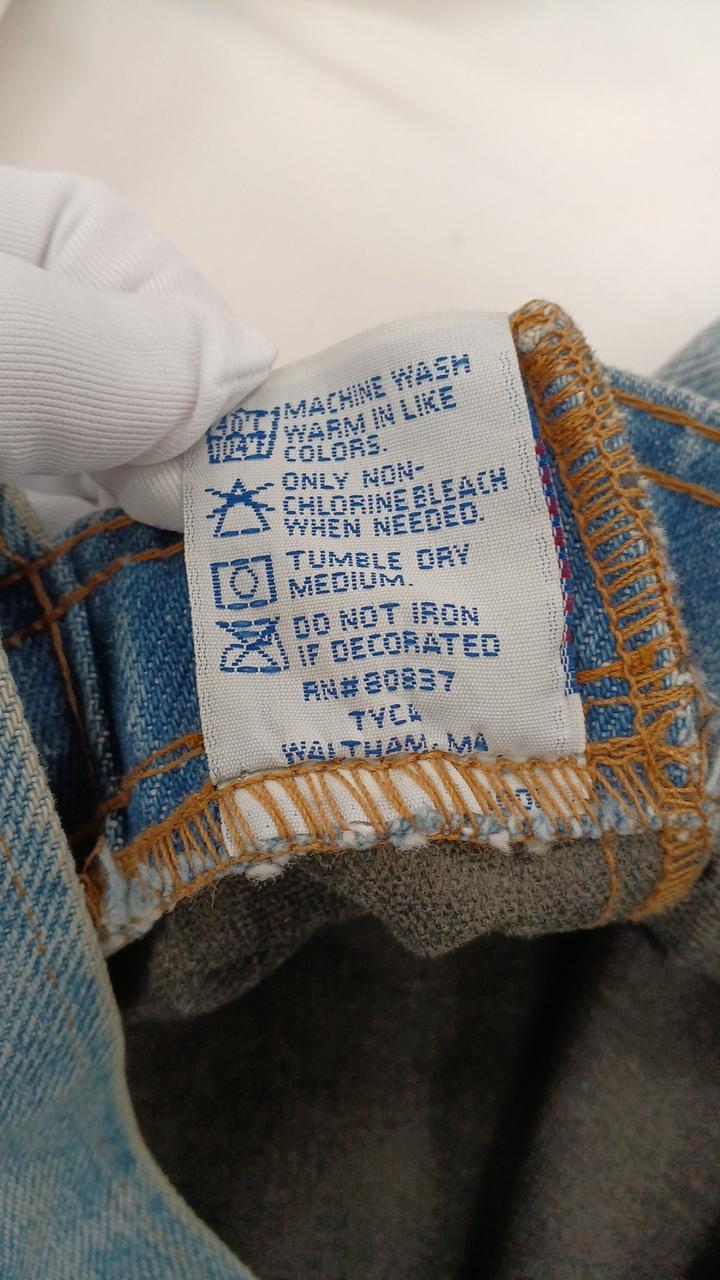 MACHINE WASH
WARM IN LIKE
COLORS.
ONLY NON-
CHLORINE BLEACH
WHEN NEEDED.
TUMBLE DRY
MEDIUM.
DO NOT IRON
IF DECORATED
RN#80837
TYCA
WALTHAM, MA